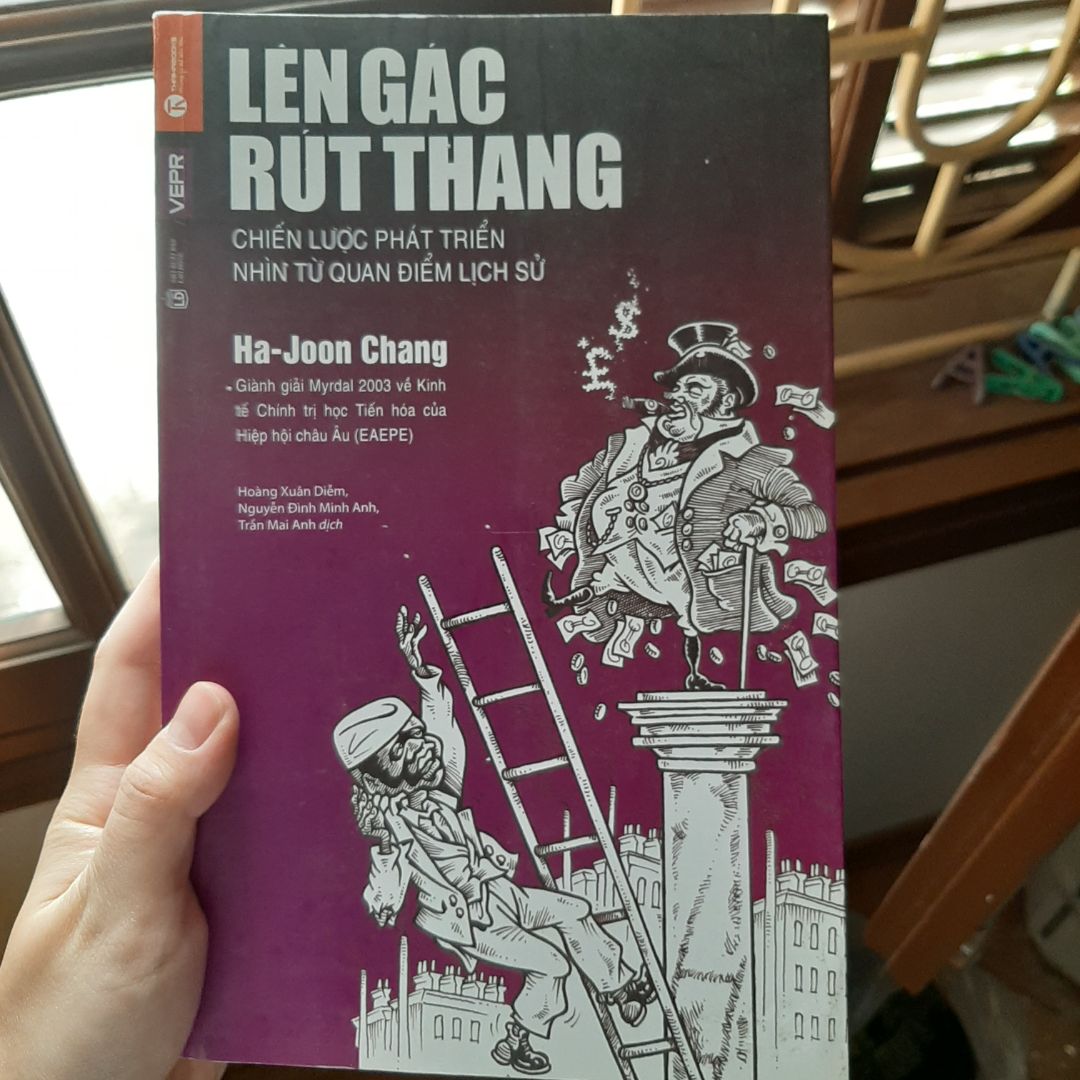 LÊN GÁC
RÚT THANG
CHIẾN LƯỢC PHÁT TRIỂN
NHÌN TỪ QUAN ĐIỂM LỊCH SỬ
Ha-Joon Chang
Giành giải Myrdal 2003 về Kinh
tế Chính trị học Tiến hóa của
Hiệp hội châu Âu (EAEPE)
Hoàng Xuân Diễm,
Nguyễn Đình Minh Anh,
Trần Mai Anh dịch
THAIHABOOKS
VEPR
LĐ
$
£